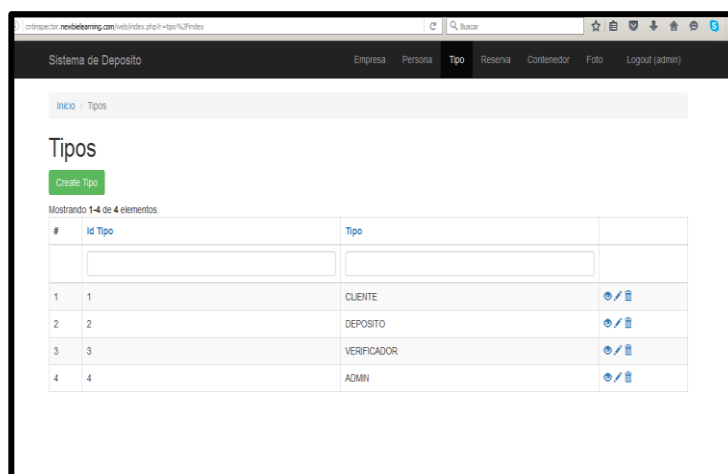 cntinspector.newbielearning.com/web/index.php?r=tipo%2Findex
Buscar
Sistema de Deposito
Empresa Persona Tipo Reserva Contenedor Foto Logout (admin)
Inicio / Tipos
Tipos
Create Tipo
Mostrando 1-4 de 4 elementos.
# Id Tipo Tipo
1 1 CLIENTE
2 2 DEPOSITO
3 3 VERIFICADOR
4 4 ADMIN